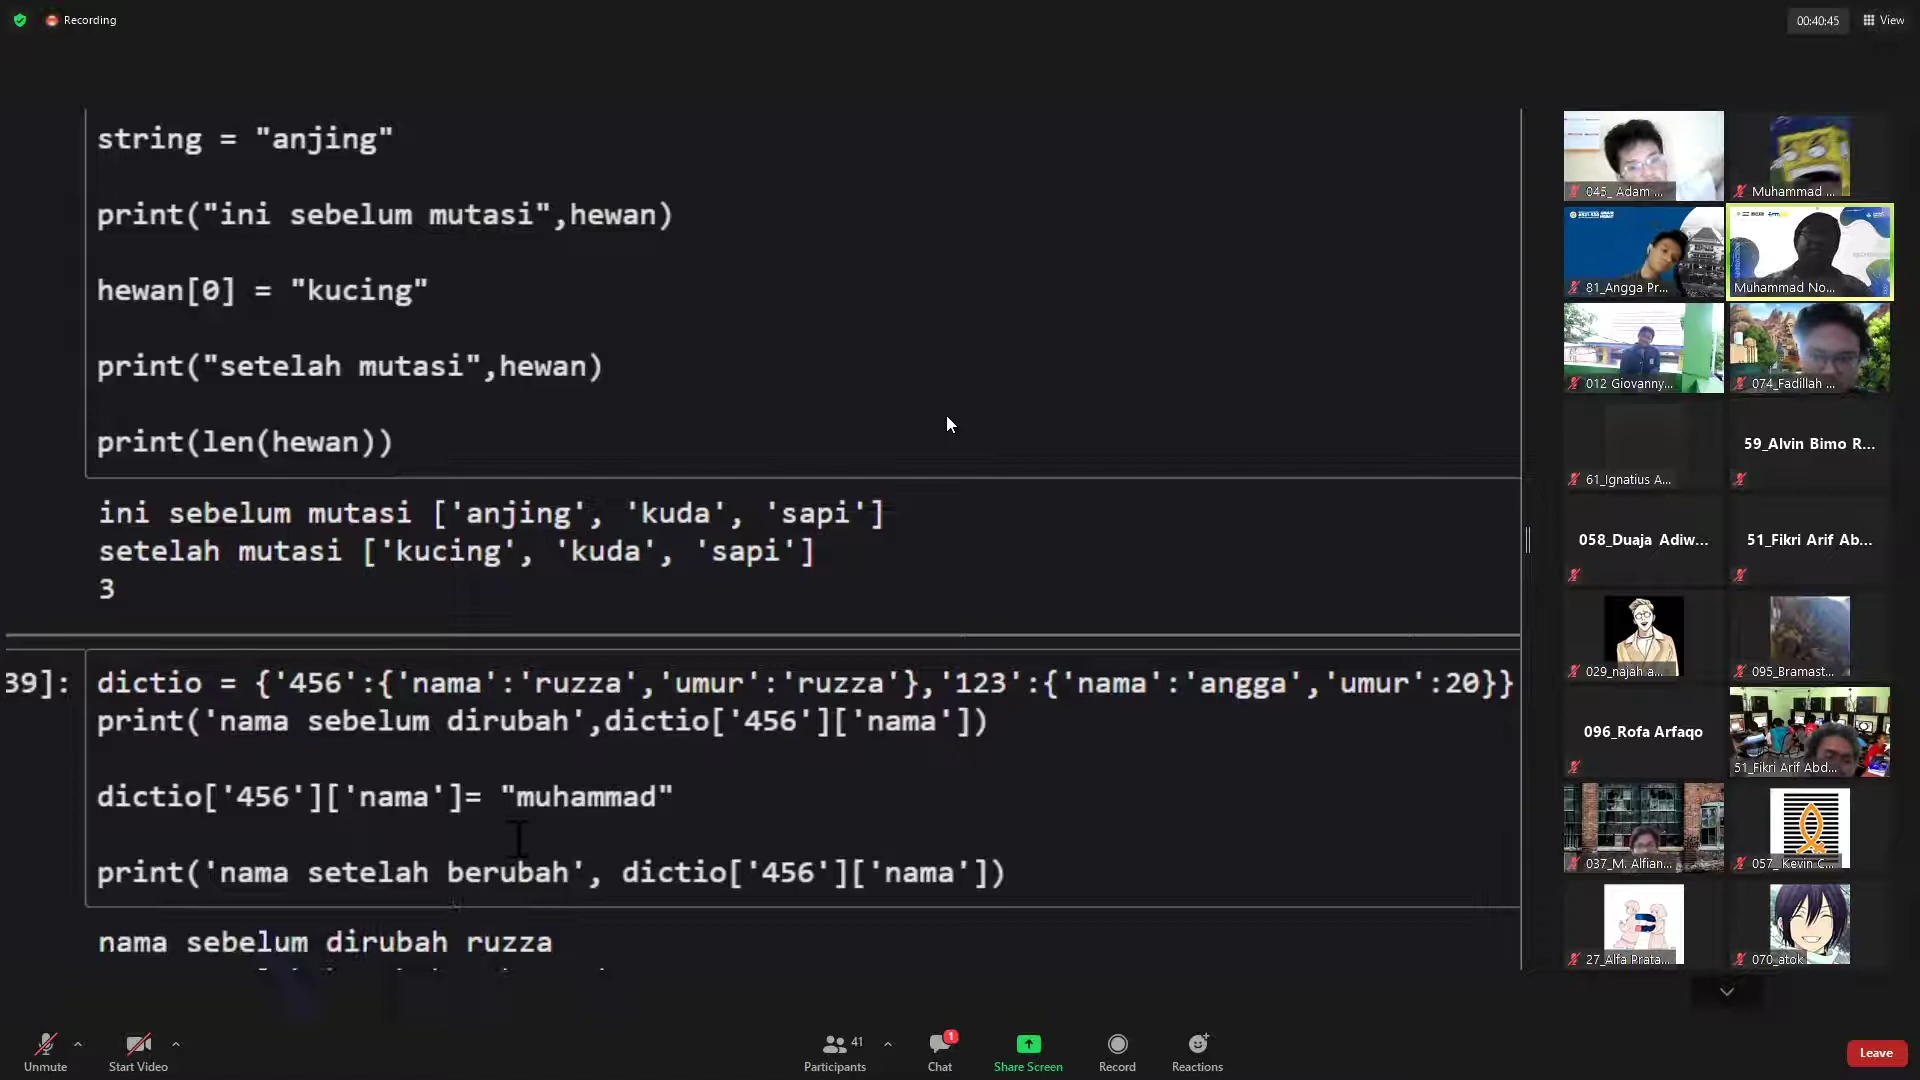 Recording
00:40:45
View
string = "anjing"
print("ini sebelum mutasi",hewan)
hewan[0] = "kucing"
print("setelah mutasi",hewan)
print(len(hewan))
ini sebelum mutasi ['anjing', 'kuda', 'sapi']
setelah mutasi ['kucing', 'kuda', 'sapi']
3
39]:
dictio = {'456':{'nama':'ruzza','umur':'ruzza'},'123':{'nama':'angga','umur':20}}
print('nama sebelum dirubah',dictio['456']['nama'])
dictio['456']['nama']= "muhammad"
print('nama setelah berubah', dictio['456']['nama'])
nama sebelum dirubah ruzza
045_ Adam ...
Muhammad ...
81_Angga Pr...
Muhammad No...
012 Giovanny...
074_Fadillah ...
61_Ignatius A...
59_Alvin Bimo R...
058_Duaja Adiw...
51_Fikri Arif Ab...
029_najah a...
095_Bramast...
096_Rofa Arfaqo
51_Fikri Arif Abd...
037_M. Alfian...
057_ Kevin C...
27_Alfa Prata...
070_atok
Unmute
Start Video
Participants
41
Chat
1
Share Screen
Record
Reactions
Leave